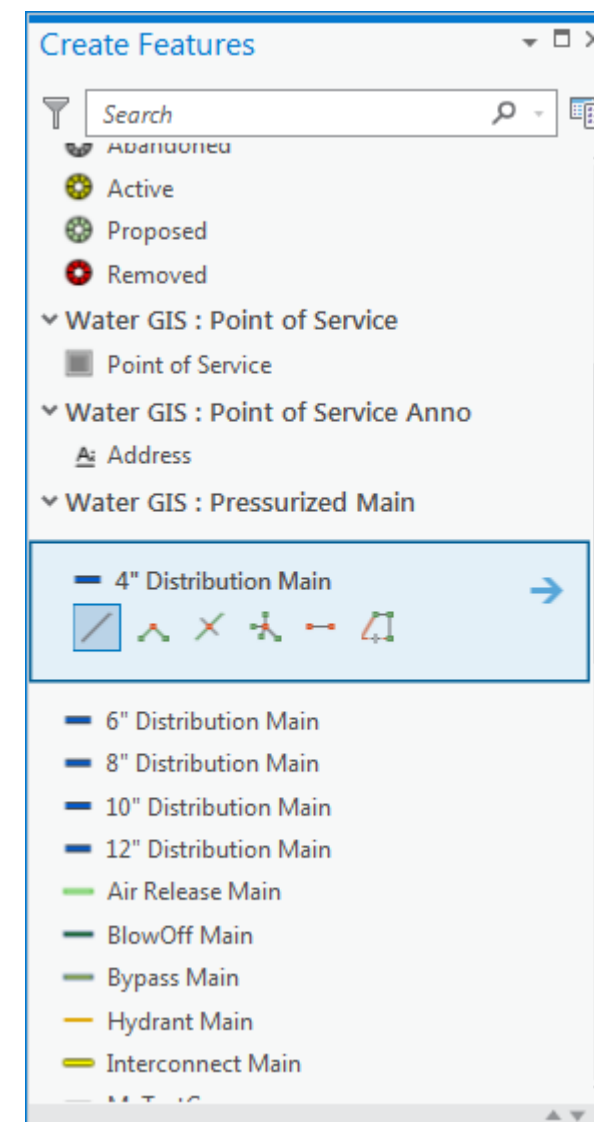 Create Features
Search
Abandoned
Active
Proposed
Removed
Water GIS : Point of Service
Point of Service
Water GIS : Point of Service Anno
A Address
Water GIS : Pressurized Main
4" Distribution Main
6" Distribution Main
8" Distribution Main
10" Distribution Main
12" Distribution Main
Air Release Main
BlowOff Main
Bypass Main
Hydrant Main
Interconnect Main